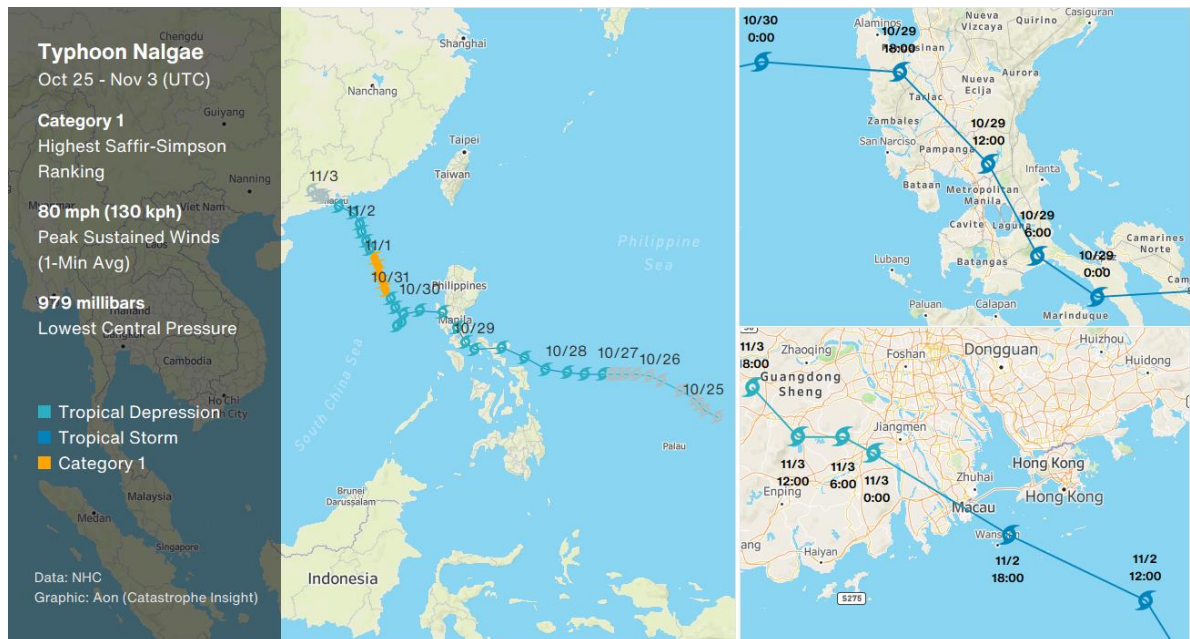 Typhoon Nalgae
Oct 25 - Nov 3 (UTC)
Category 1
Highest Saffir-Simpson
Ranking
80 mph (130 kph)
Peak Sustained Winds
(1-Min Avg)
979 millibars
Lowest Central Pressure
Tropical Depression
Tropical Storm
Category 1
Data: NHC
Graphic: Aon (Catastrophe Insight)
Chengdu
Guiyang
Nanning
Viet Nam
Laos
Thailand
Bangkok
Cambodia
Malaysia
Medan
Singapore
Shanghai
Nanchang
Taipei
Taiwan
11/3
Macau
11/2
11/1
10/31
10/30
Philippines
Manila
10/29
10/28
10/27
10/26
10/25
Philippine
Sea
South China Sea
Palau
Brunei
Darussalam
Indonesia
10/30
0:00
Alaminos
10/29
18:00
Nueva
Vizcaya
Quirino
Casiguran
Nueva
Ecija
Aurora
Tarlac
Zambales
San Narciso
Pampanga
10/29
12:00
Bataan
Metropolitan
Manila
Infanta
Cavite
Laguna
10/29
6:00
Batangas
Lubang
10/29
0:00
Camarines
Norte
Paluan
Calapan
Marinduque
11/3
18:00
Zhaoqing
Foshan
Dongguan
Huizhou
Huidong
Guangdong
Sheng
Jiangmen
11/3
12:00
11/3
6:00
11/3
0:00
Enping
Zhuhai
Macau
Hong Kong
Hong Kong
Haiyan
11/2
18:00
11/2
12:00
S275